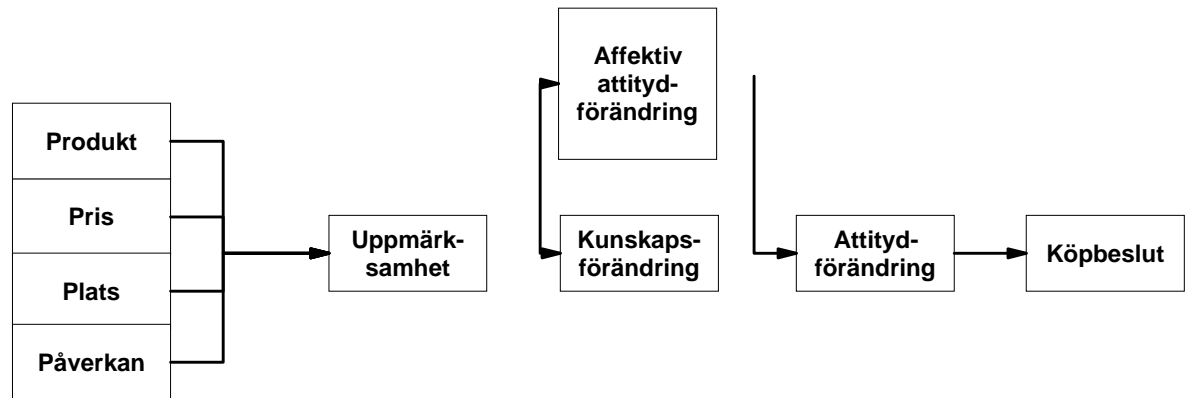 Produkt
Pris
Plats
Påverkan
Uppmärk-
samhet
Affektiv
attityd-
förändring
Kunskaps-
förändring
Attityd-
förändring
Köpbeslut